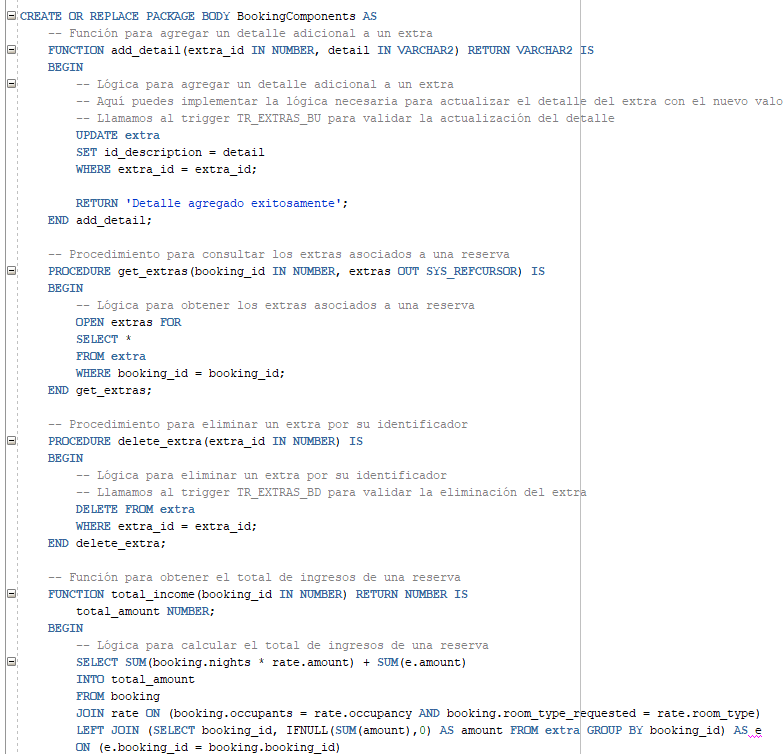 CREATE OR REPLACE PACKAGE BODY BookingComponents AS
-- Función para agregar un detalle adicional a un extra
FUNCTION add_detail(extra_id IN NUMBER, detail IN VARCHAR2) RETURN VARCHAR2 IS
BEGIN
-- Lógica para agregar un detalle adicional a un extra
-- Aquí puedes implementar la lógica necesaria para actualizar el detalle del extra con el nuevo valo
-- Llamamos al trigger TR_EXTRAS_BU para validar la actualización del detalle
UPDATE extra
SET id_description = detail
WHERE extra_id = extra_id;
RETURN 'Detalle agregado exitosamente';
END add_detail;
-- Procedimiento para consultar los extras asociados a una reserva
PROCEDURE get_extras(booking_id IN NUMBER, extras OUT SYS_REFCURSOR) IS
BEGIN
-- Lógica para obtener los extras asociados a una reserva
OPEN extras FOR
SELECT *
FROM extra
WHERE booking_id = booking_id;
END get_extras;
-- Procedimiento para eliminar un extra por su identificador
PROCEDURE delete_extra(extra_id IN NUMBER) IS
BEGIN
-- Lógica para eliminar un extra por su identificador
-- Llamamos al trigger TR_EXTRAS_BD para validar la eliminación del extra
DELETE FROM extra
WHERE extra_id = extra_id;
END delete_extra;
-- Función para obtener el total de ingresos de una reserva
FUNCTION total_income(booking_id IN NUMBER) RETURN NUMBER IS
total_amount NUMBER;
BEGIN
-- Lógica para calcular el total de ingresos de una reserva
SELECT SUM(booking.nights * rate.amount) + SUM(e.amount)
INTO total_amount
FROM booking
JOIN rate ON (booking.occupants = rate.occupancy AND booking.room_type_requested = rate.room_type)
LEFT JOIN (SELECT booking_id, IFNULL(SUM(amount),0) AS amount FROM extra GROUP BY booking_id) AS e
ON (e.booking_id = booking.booking_id)